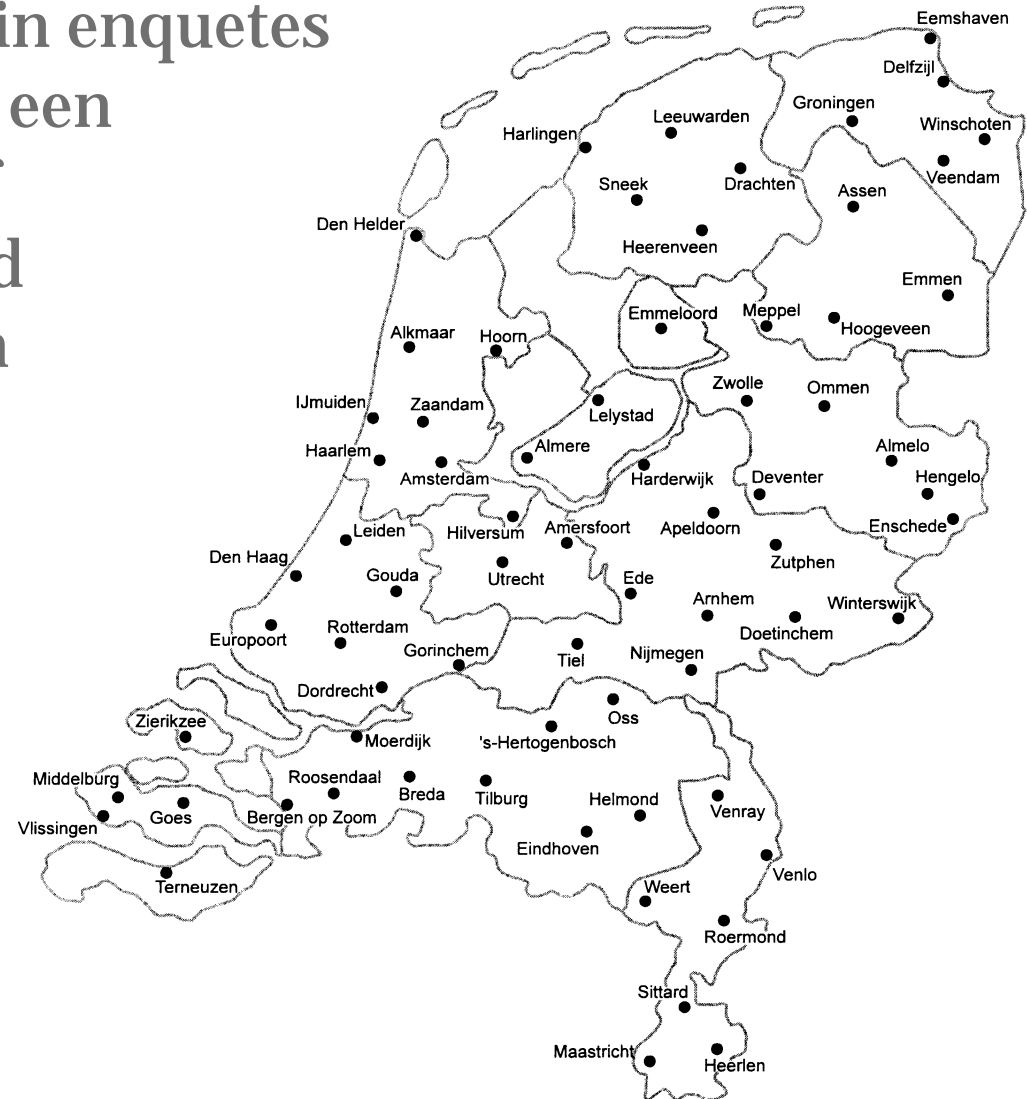 in enquetes
een
d
Eemshaven
Delfzijl
Groningen
Leeuwarden
Winschoten
Harlingen
Veendam
Sneek
Drachten
Assen
Den Helder
Heerenveen
Emmen
Emmeloord
Meppel
Hoogeveen
Alkmaar
Hoorn
Zwolle
Ommen
IJmuiden
Zaandam
Lelystad
Haarlem
Almere
Almelo
Amsterdam
Harderwijk
Deventer
Hengelo
Leiden
Hilversum
Amersfoort
Apeldoorn
Enschede
Den Haag
Gouda
Utrecht
Ede
Zutphen
Arnhem
Winterswijk
Europoort
Rotterdam
Gorinchem
Tiel
Nijmegen
Doetinchem
Dordrecht
Oss
Zierikzee
Moerdijk
's-Hertogenbosch
Middelburg
Roosendaal
Breda
Tilburg
Helmond
Venray
Vlissingen
Goes
Bergen op Zoom
Eindhoven
Venlo
Terneuzen
Weert
Roermond
Sittard
Maastricht
Heerlen